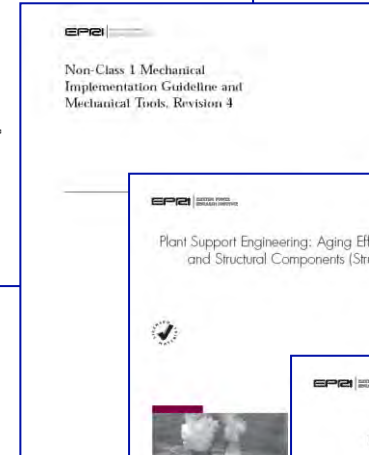 EPRI
Non-Class 1 Mechanical
Implementation Guideline and
Mechanical Tools, Revision 4
EPRI
Plant Support Engineering: Aging Eff
and Structural Components (Stru
EPRI